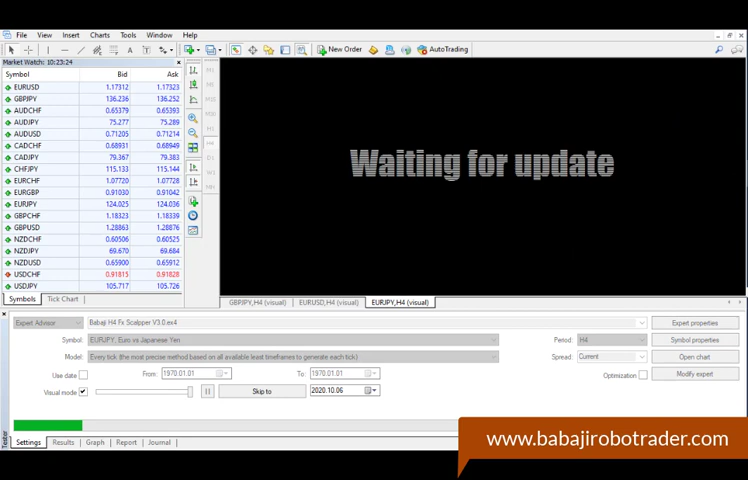 File View Insert Charts Tools Window Help
New Order AutoTrading
Market Watch: 10:23:24
Symbol Bid Ask
EURUSD 1.17312 1.17323
GBPJPY 136.236 136.252
AUDCHF 0.65379 0.65393
AUDJPY 75.277 75.289
AUDUSD 0.71205 0.71214
CADCHF 0.68931 0.68949
CADJPY 79.367 79.383
CHFJPY 115.133 115.144
EURCHF 1.07720 1.07728
EURGBP 0.91030 0.91042
EURJPY 124.025 124.036
GBPCHF 1.18323 1.18339
GBPUSD 1.28863 1.28876
NZDCHF 0.60506 0.60525
NZDJPY 69.670 69.684
NZDUSD 0.65900 0.65912
USDCHF 0.91815 0.91828
USDJPY 105.717 105.726
Symbols Tick Chart
M1
M5
M15
M30
H1
H4
D1
W1
MN
Waiting for update
GBPJPY,H4 (visual) EURUSD,H4 (visual) EURJPY,H4 (visual)
Expert Advisor Babaji H4 Fx Scalpper V3.0.ex4 Expert properties
Symbol: EURJPY, Euro vs Japanese Yen Period: H4 Symbol properties
Model: Every tick (the most precise method based on all available least timeframes to generate each tick) Spread: Current Open chart
Use date From: 1970.01.01 To: 1970.01.01 Optimization Modify expert
Visual mode Skip to 2020.10.06
Settings Results Graph Report Journal
Tester
www.babajirobotrader.com